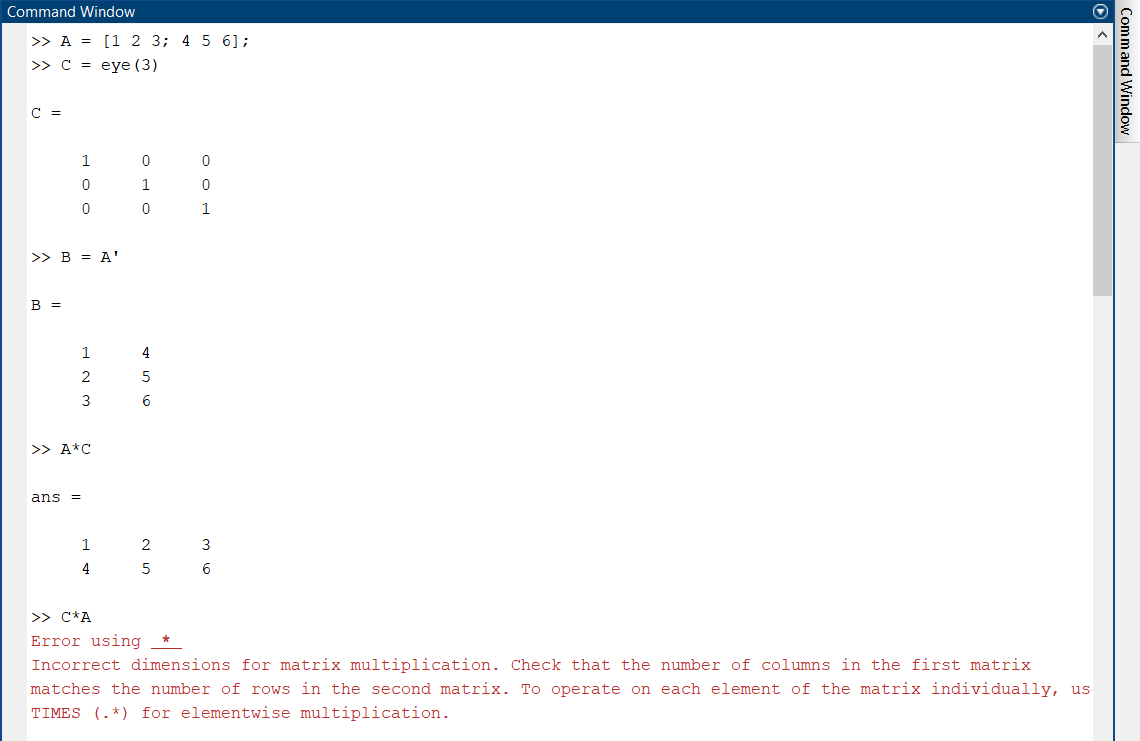 Command Window
>> A = [1 2 3; 4 5 6];
>> C = eye(3)
C =
1 0 0
0 1 0
0 0 1
>> B = A'
B =
1 4
2 5
3 6
>> A*C
ans =
1 2 3
4 5 6
>> C*A
Error using  * 
Incorrect dimensions for matrix multiplication. Check that the number of columns in the first matrix
matches the number of rows in the second matrix. To operate on each element of the matrix individually, us
TIMES (.*) for elementwise multiplication.
Command Window